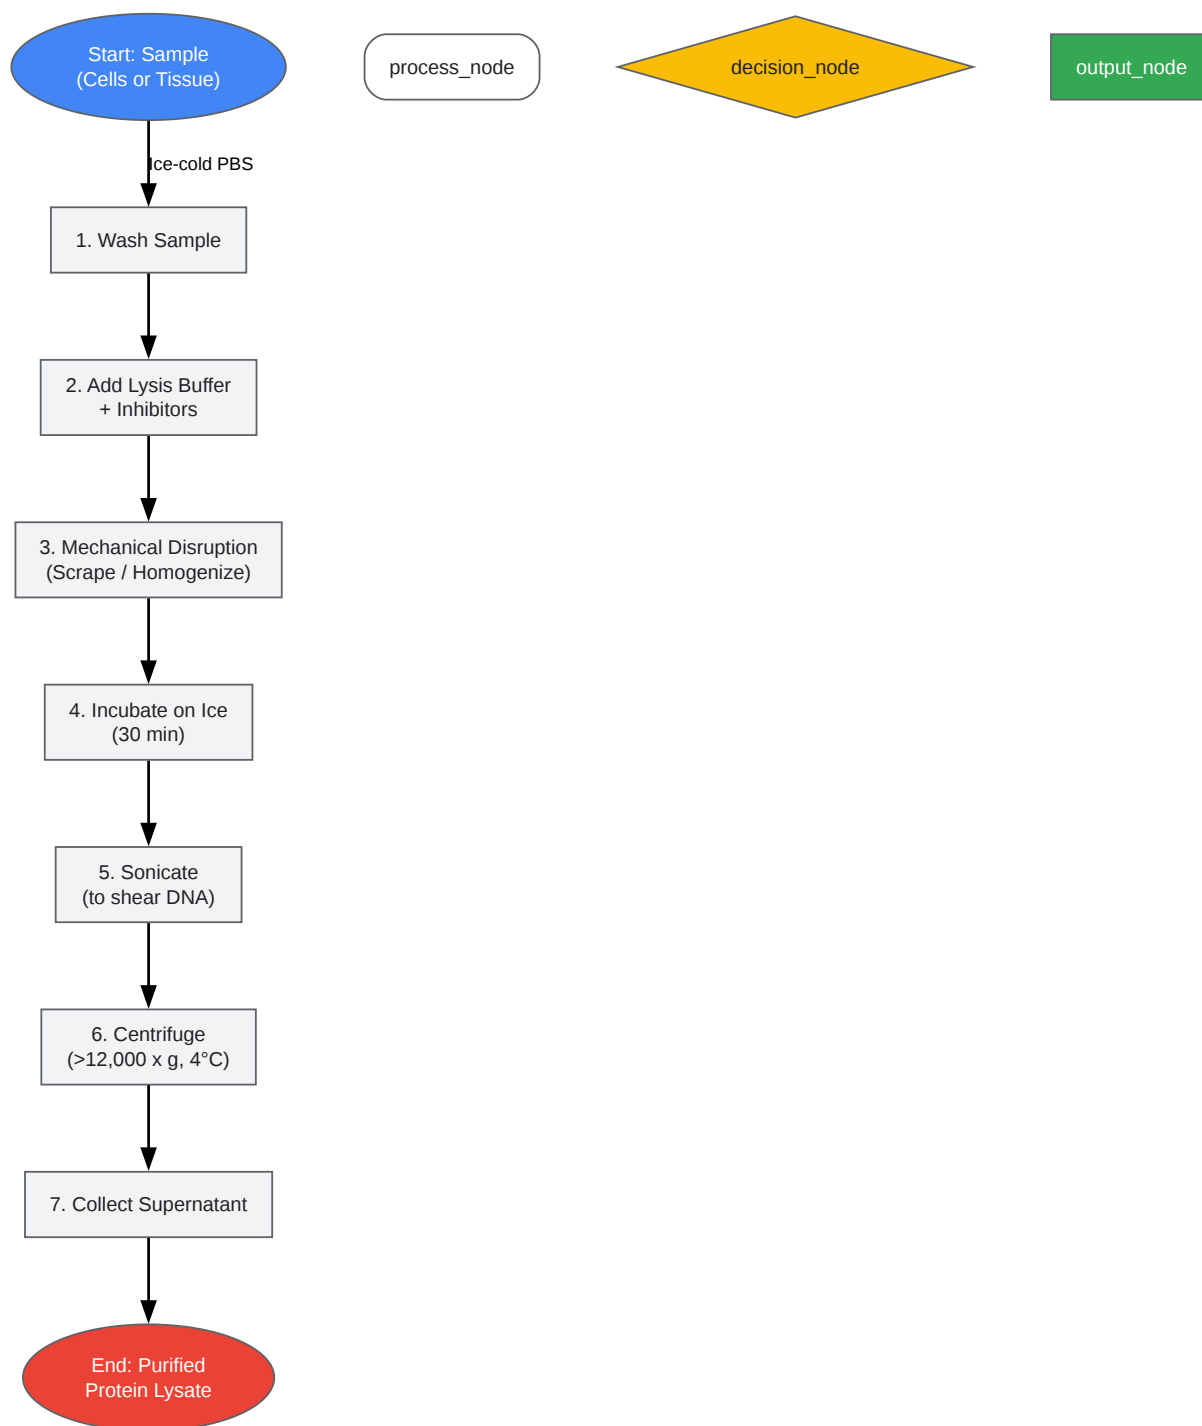 Start: Sample
(Cells or Tissue)
process_node
decision_node
output_node
Ice-cold PBS
1. Wash Sample
2. Add Lysis Buffer
+ Inhibitors
3. Mechanical Disruption
(Scrape / Homogenize)
4. Incubate on Ice
(30 min)
5. Sonicate
(to shear DNA)
6. Centrifuge
(>12,000 x g, 4°C)
7. Collect Supernatant
End: Purified
Protein Lysate